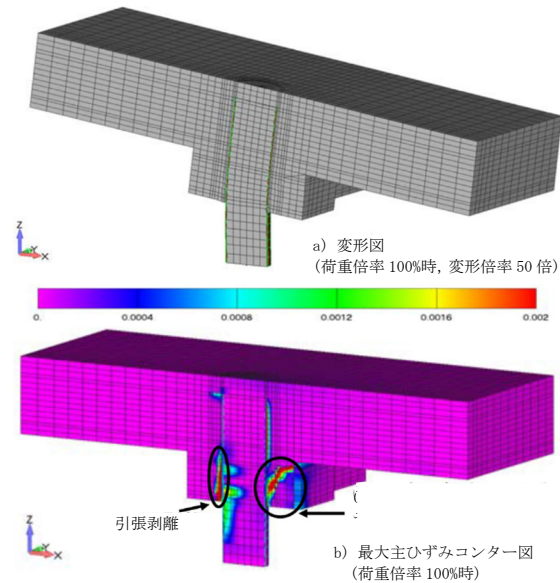 Z
Y
X
a) 変形図
(荷重倍率 100%時, 変形倍率 50 倍)
0. 0.0004 0.0012 0.0016 0.002
Z
Y
X
引張剥離
b) 最大主ひずみコンター図
(荷重倍率 100%時)